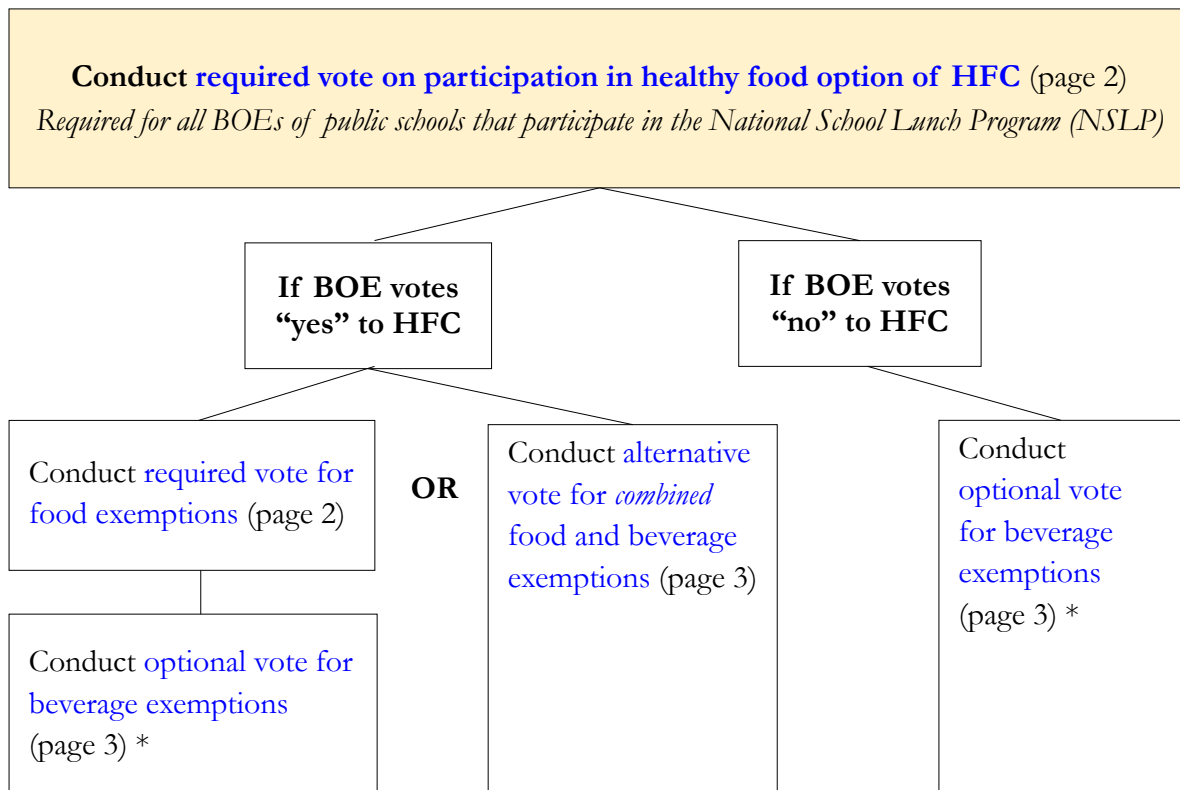 Conduct required vote on participation in healthy food option of HFC (page 2)
Required for all BOEs of public schools that participate in the National School Lunch Program (NSLP)
If BOE votes
“yes” to HFC
If BOE votes
“no” to HFC
Conduct required vote for
food exemptions (page 2)
OR
Conduct alternative
vote for combined
food and beverage
exemptions (page 3)
Conduct
optional vote
for beverage
exemptions
(page 3) *
Conduct optional vote for
beverage exemptions
(page 3) *